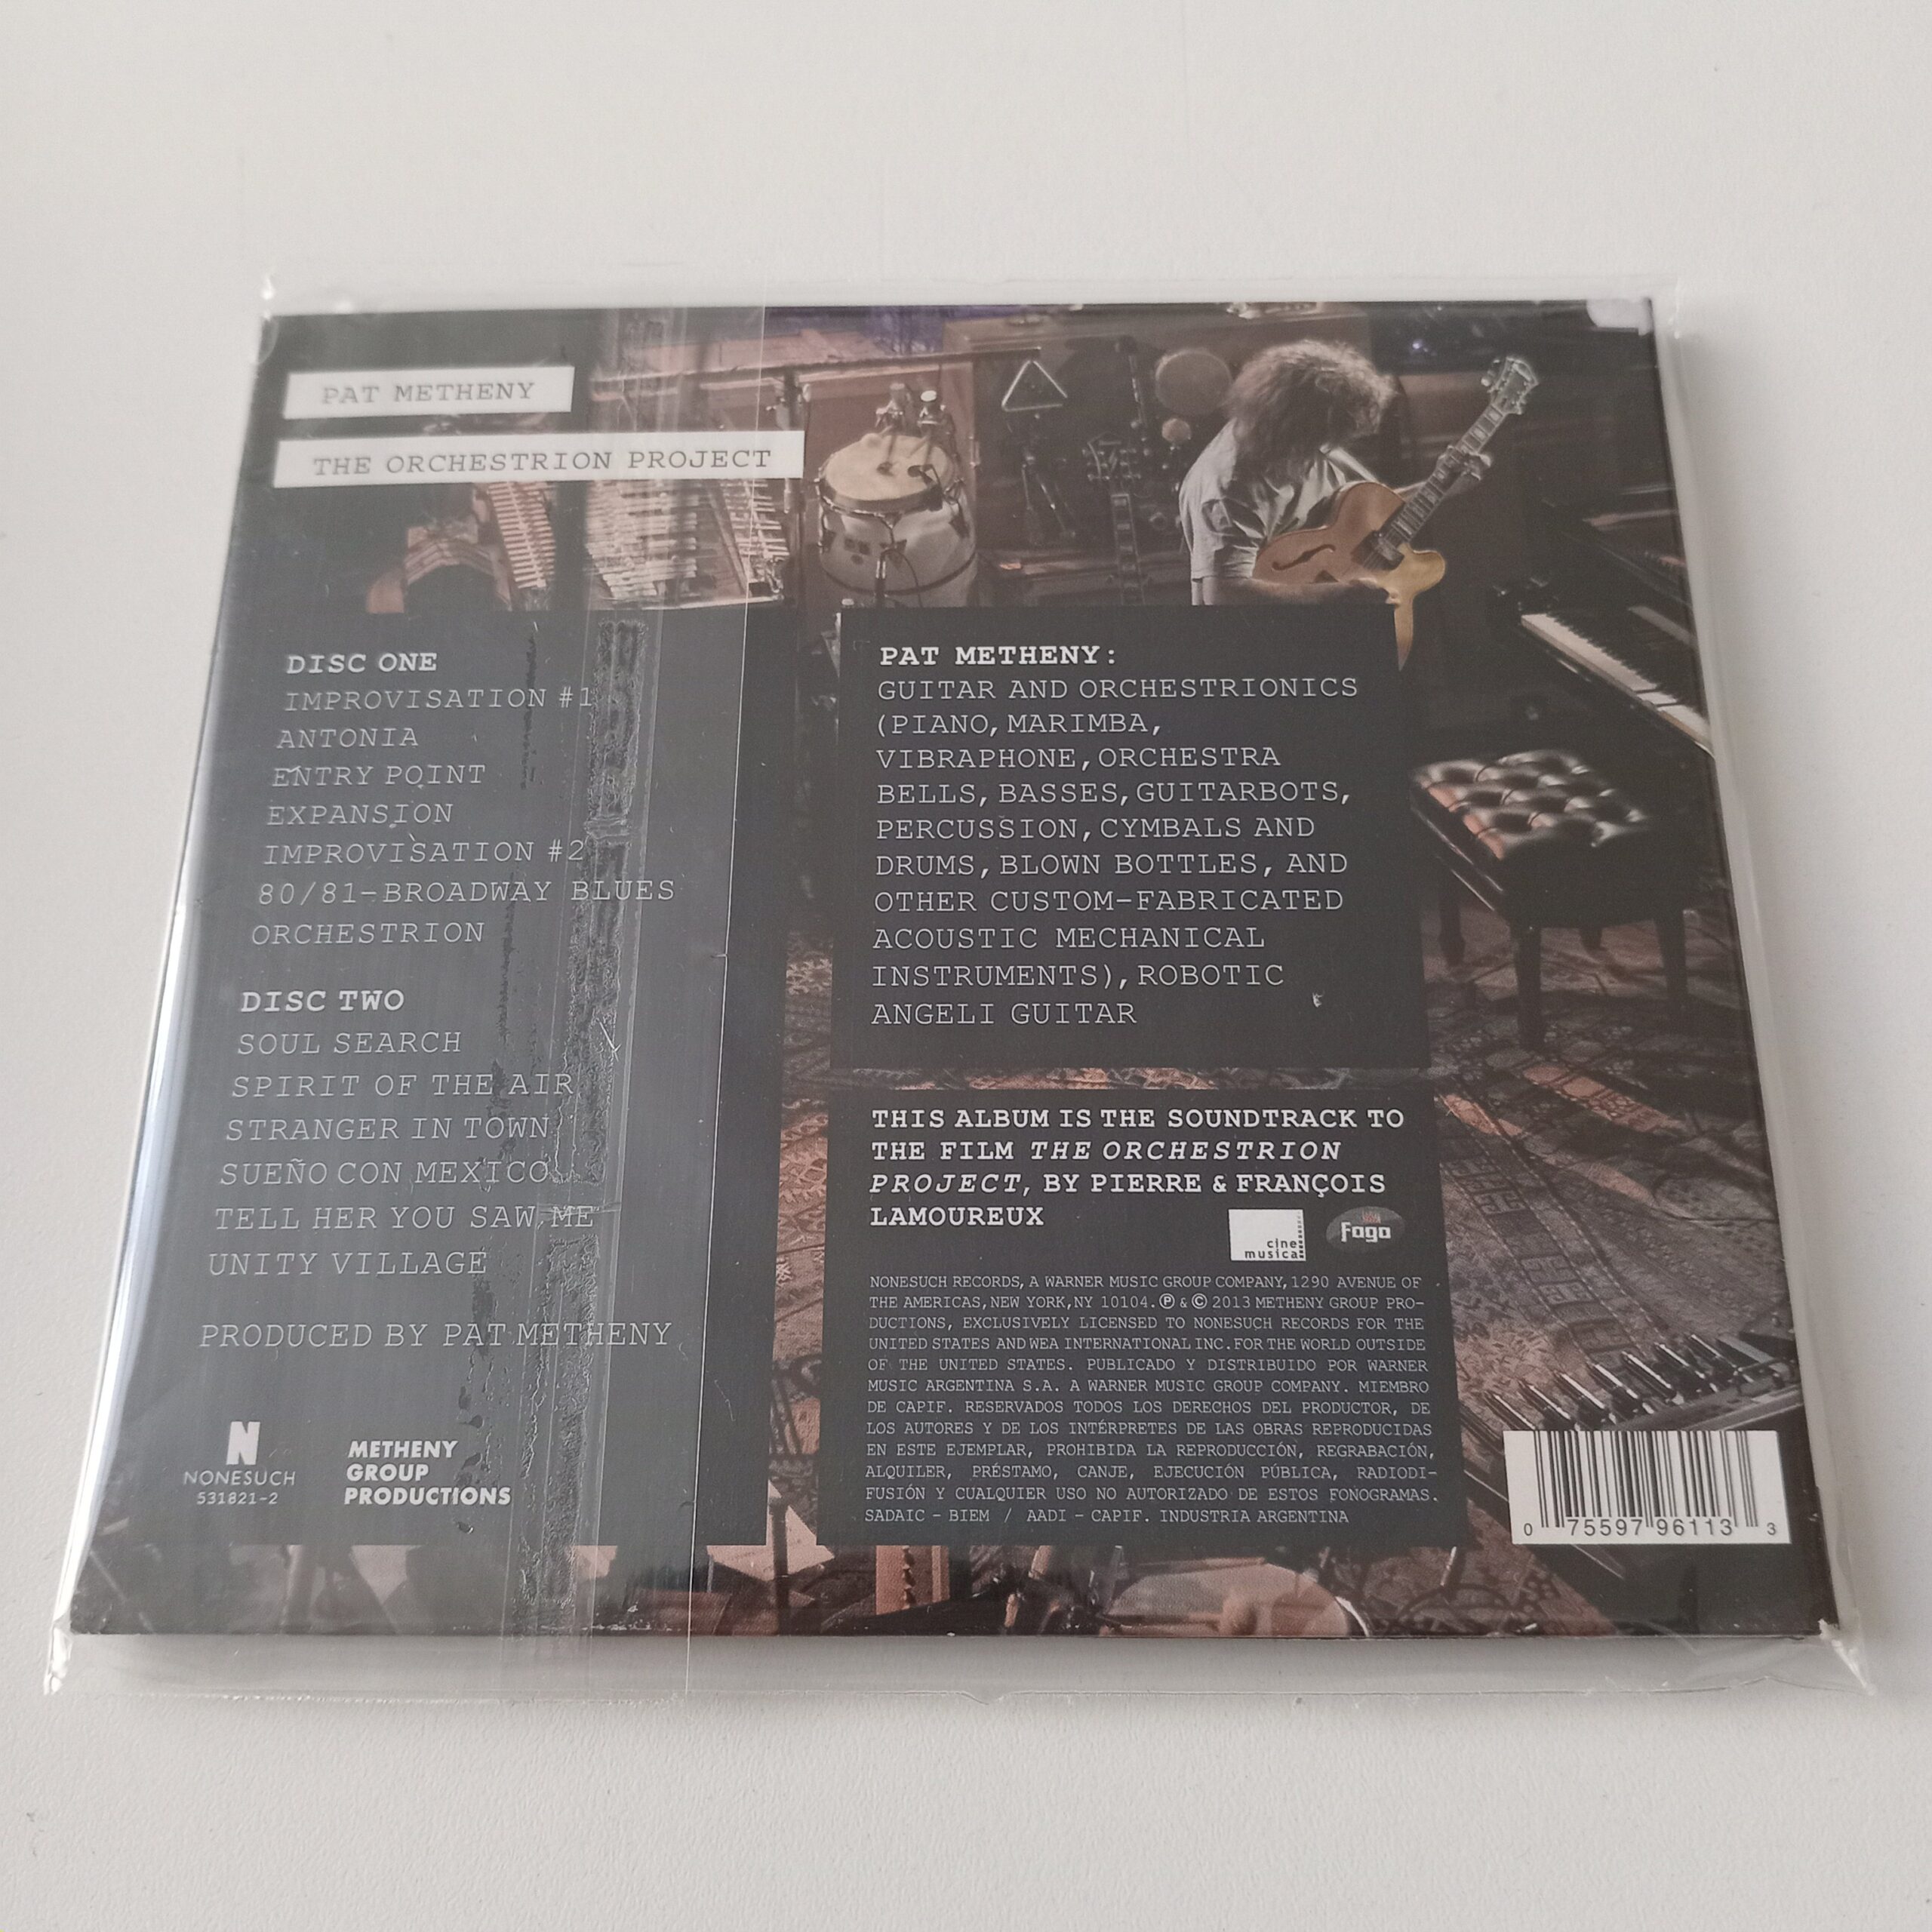 PAT METHENY
THE ORCHESTRION PROJECT
DISC ONE
IMPROVISATION #1
ANTONIA
ENTRY POINT
EXPANSION
IMPROVISATION #2
80/81-BROADWAY BLUES
ORCHESTRION
DISC TWO
SOUL SEARCH
SPIRIT OF THE AIR
STRANGER IN TOWN
SUEÑO CON MEXICO
TELL HER YOU SAW ME
UNITY VILLAGE
PRODUCED BY PAT METHENY
N
NONESUCH
531821-2
METHENY
GROUP
PRODUCTIONS
PAT METHENY:
GUITAR AND ORCHESTRIONICS
(PIANO, MARIMBA,
VIBRAPHONE, ORCHESTRA
BELLS, BASSES, GUITARBOTS,
PERCUSSION, CYMBALS AND
DRUMS, BLOWN BOTTLES, AND
OTHER CUSTOM-FABRICATED
ACOUSTIC MECHANICAL
INSTRUMENTS), ROBOTIC
ANGELI GUITAR
THIS ALBUM IS THE SOUNDTRACK TO
THE FILM THE ORCHESTRION
PROJECT, BY PIERRE & FRANÇOIS
LAMOUREUX
cine
musica
Fogo
NONESUCH RECORDS, A WARNER MUSIC GROUP COMPANY, 1290 AVENUE OF
THE AMERICAS, NEW YORK, NY 10104. ℗ & © 2013 METHENY GROUP PRO-
DUCTIONS, EXCLUSIVELY LICENSED TO NONESUCH RECORDS FOR THE
UNITED STATES AND WEA INTERNATIONAL INC. FOR THE WORLD OUTSIDE
OF THE UNITED STATES. PUBLICADO Y DISTRIBUIDO POR WARNER
MUSIC ARGENTINA S.A. A WARNER MUSIC GROUP COMPANY. MIEMBRO
DE CAPIF. RESERVADOS TODOS LOS DERECHOS DEL PRODUCTOR, DE
LOS AUTORES Y DE LOS INTÉRPRETES DE LAS OBRAS REPRODUCIDAS
EN ESTE EJEMPLAR, PROHIBIDA LA REPRODUCCIÓN, REGRABACIÓN,
ALQUILER, PRÉSTAMO, CANJE, EJECUCIÓN PÚBLICA, RADIODI-
FUSIÓN Y CUALQUIER USO NO AUTORIZADO DE ESTOS FONOGRAMAS.
SADAIC - BIEM / AADI - CAPIF. INDUSTRIA ARGENTINA
0 75597 96113 3